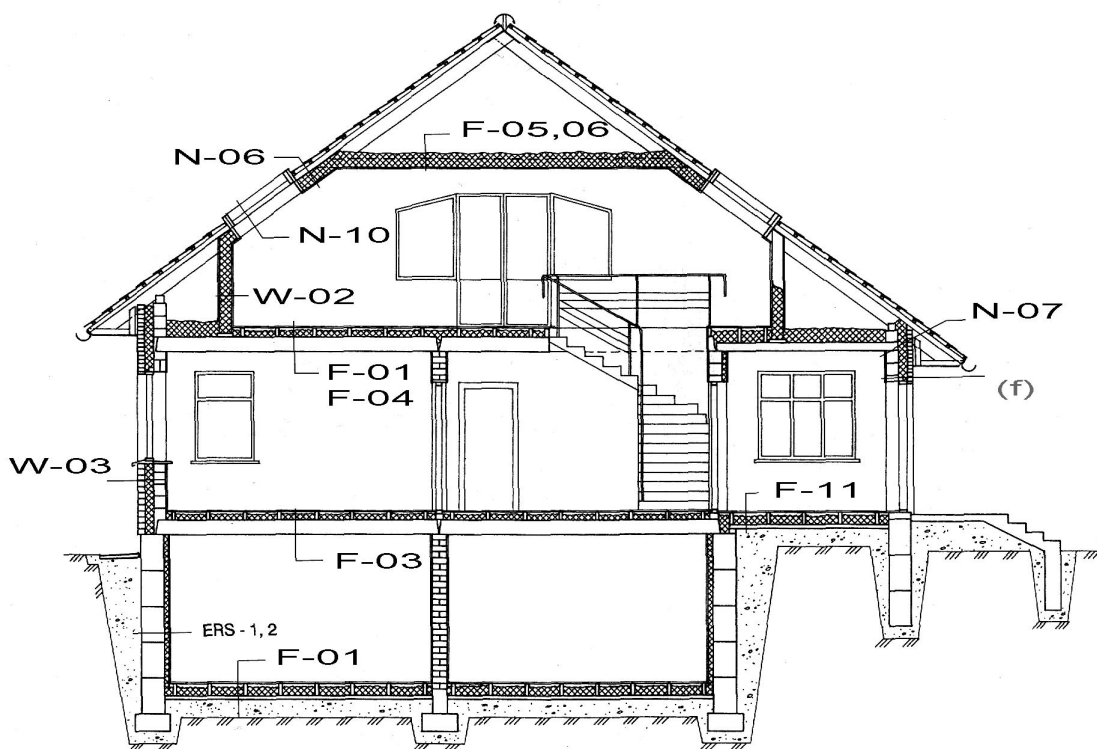 F-05,06
N-06
N-10
W-02
N-07
F-01
F-04
(f)
W-03
F-11
F-03
ERS - 1, 2
F-01